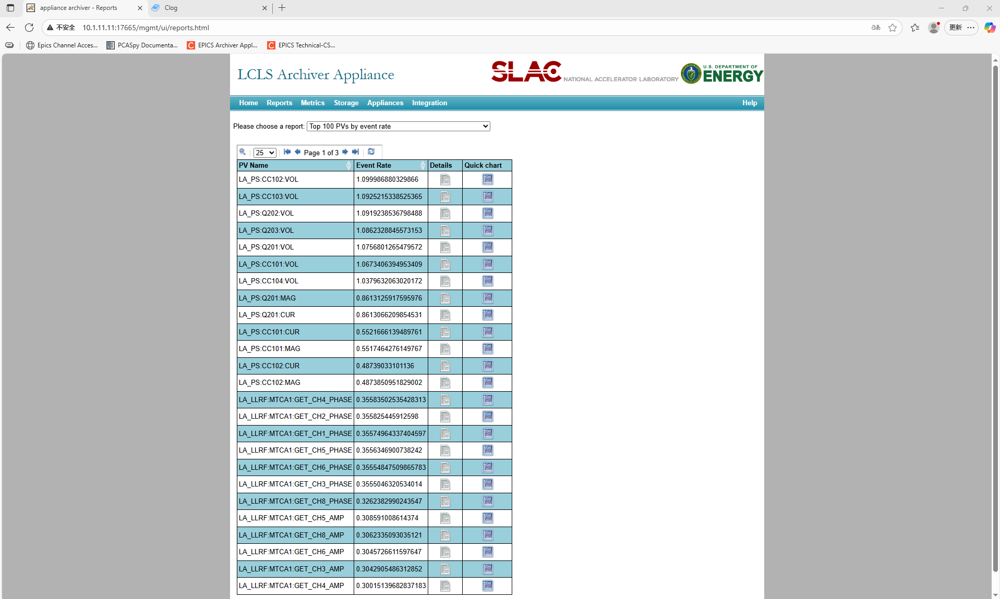 appliance archiver - Reports
Clog
不安全 10.1.11.11:17665/mgmt/ui/reports.html
aあ
更新
Epics Channel Acces...
PCASpy Documenta...
EPICS Archiver Appl...
EPICS Technical-CS...
LCLS Archiver Appliance
SLAC NATIONAL ACCELERATOR LABORATORY
U.S. DEPARTMENT OF
ENERGY
Home Reports Metrics Storage Appliances Integration Help
Please choose a report: Top 100 PVs by event rate
25 Page 1 of 3
PV Name Event Rate Details Quick chart
LA_PS:CC102:VOL 1.099986880329866
LA_PS:CC103:VOL 1.0925215338525365
LA_PS:Q202:VOL 1.0919238536798488
LA_PS:Q203:VOL 1.0862328845573153
LA_PS:Q201:VOL 1.0756801265479572
LA_PS:CC101:VOL 1.0673406394953409
LA_PS:CC104:VOL 1.0379632063020172
LA_PS:Q201:MAG 0.8613125917595976
LA_PS:Q201:CUR 0.8613066209854531
LA_PS:CC101:CUR 0.5521666139489761
LA_PS:CC101:MAG 0.5517464276149767
LA_PS:CC102:CUR 0.48739033101136
LA_PS:CC102:MAG 0.4873850951829002
LA_LLRF:MTCA1:GET_CH4_PHASE 0.35583502535428313
LA_LLRF:MTCA1:GET_CH2_PHASE 0.355825445912598
LA_LLRF:MTCA1:GET_CH1_PHASE 0.35574964337404597
LA_LLRF:MTCA1:GET_CH5_PHASE 0.3556346900738242
LA_LLRF:MTCA1:GET_CH6_PHASE 0.35554847509865783
LA_LLRF:MTCA1:GET_CH3_PHASE 0.3555046320534014
LA_LLRF:MTCA1:GET_CH8_PHASE 0.3262382990243547
LA_LLRF:MTCA1:GET_CH5_AMP 0.308591008614374
LA_LLRF:MTCA1:GET_CH8_AMP 0.3062335093035121
LA_LLRF:MTCA1:GET_CH6_AMP 0.3045726611597647
LA_LLRF:MTCA1:GET_CH3_AMP 0.3042905486312852
LA_LLRF:MTCA1:GET_CH4_AMP 0.30015139682837183